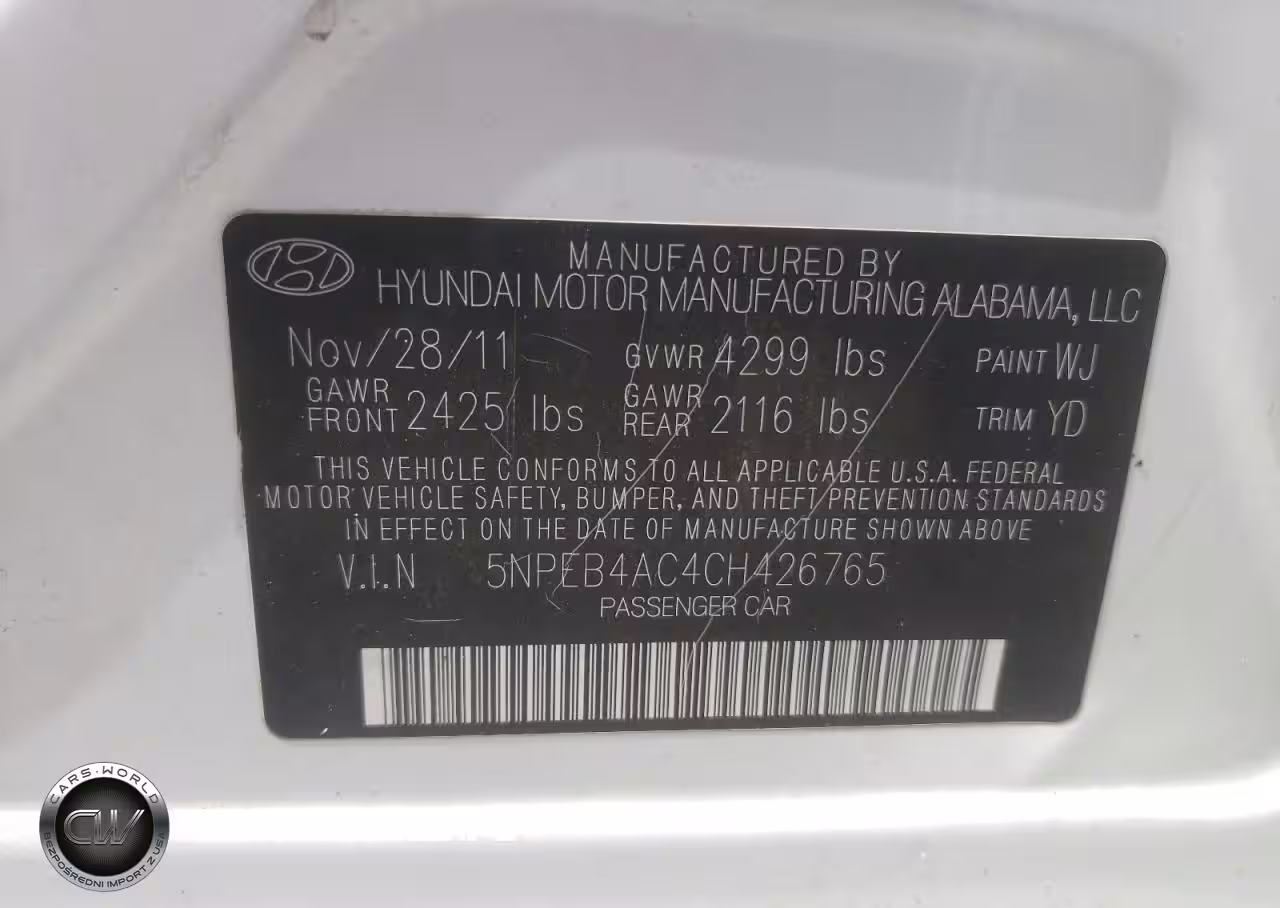 MANUFACTURED BY
HYUNDAI MOTOR MANUFACTURING ALABAMA, LLC
Nov/28/11 GVWR 4299 lbs PAINT WJ
GAWR FRONT 2425 lbs GAWR REAR 2116 lbs TRIM YD
THIS VEHICLE CONFORMS TO ALL APPLICABLE U.S.A. FEDERAL
MOTOR VEHICLE SAFETY, BUMPER, AND THEFT PREVENTION STANDARDS
IN EFFECT ON THE DATE OF MANUFACTURE SHOWN ABOVE
V.I.N 5NPEB4AC4CH426765
PASSENGER CAR
CARS·WORLD
CW
BEZPOŚREDNI IMPORT Z USA